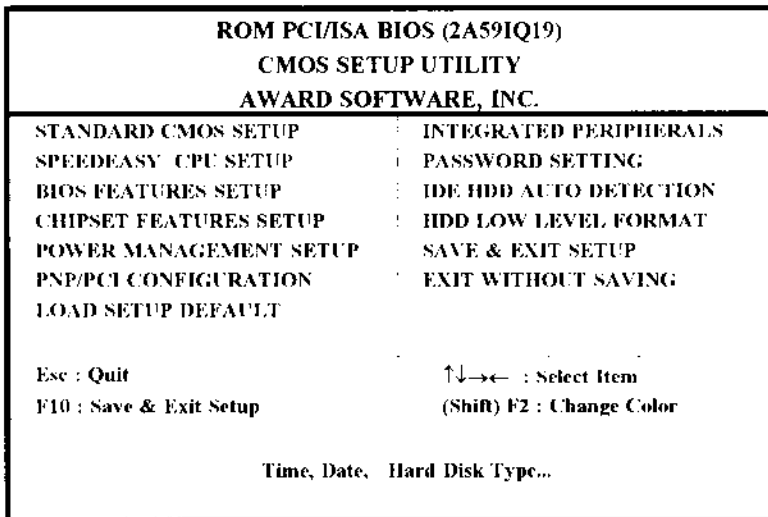 ROM PCI/ISA BIOS (2A59IQ19)
CMOS SETUP UTILITY
AWARD SOFTWARE, INC.
STANDARD CMOS SETUP
SPEEDEASY CPU SETUP
BIOS FEATURES SETUP
CHIPSET FEATURES SETUP
POWER MANAGEMENT SETUP
PNP/PCI CONFIGURATION
LOAD SETUP DEFAULT
INTEGRATED PERIPHERALS
PASSWORD SETTING
IDE HDD AUTO DETECTION
HDD LOW LEVEL FORMAT
SAVE & EXIT SETUP
EXIT WITHOUT SAVING
Esc : Quit
↑↓→← : Select Item
F10 : Save & Exit Setup
(Shift) F2 : Change Color
Time, Date, Hard Disk Type...